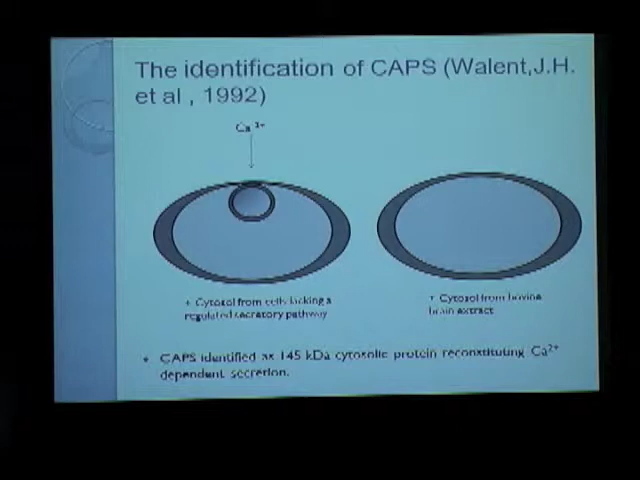 The identification of CAPS (Walent,J.H.
et al , 1992)
Ca 2+
+ Cytosol from cells lacking a
regulated secretory pathway
+ Cytosol from bovine
brain extract
CAPS identified as 145 kDa cytosolic protein reconstituting Ca2+
dependent secretion.